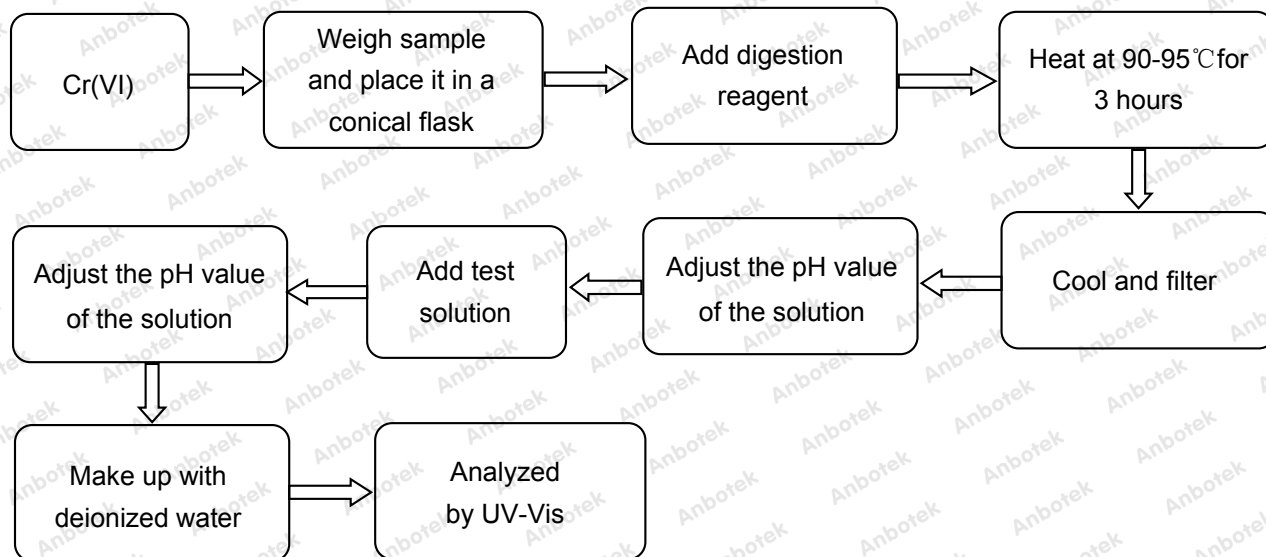 Cr(VI)
Weigh sample
and place it in a
conical flask
Add digestion
reagent
Heat at 90-95℃for
3 hours
Cool and filter
Adjust the pH value
of the solution
Add test
solution
Adjust the pH value
of the solution
Make up with
deionized water
Analyzed
by UV-Vis
Anbotek